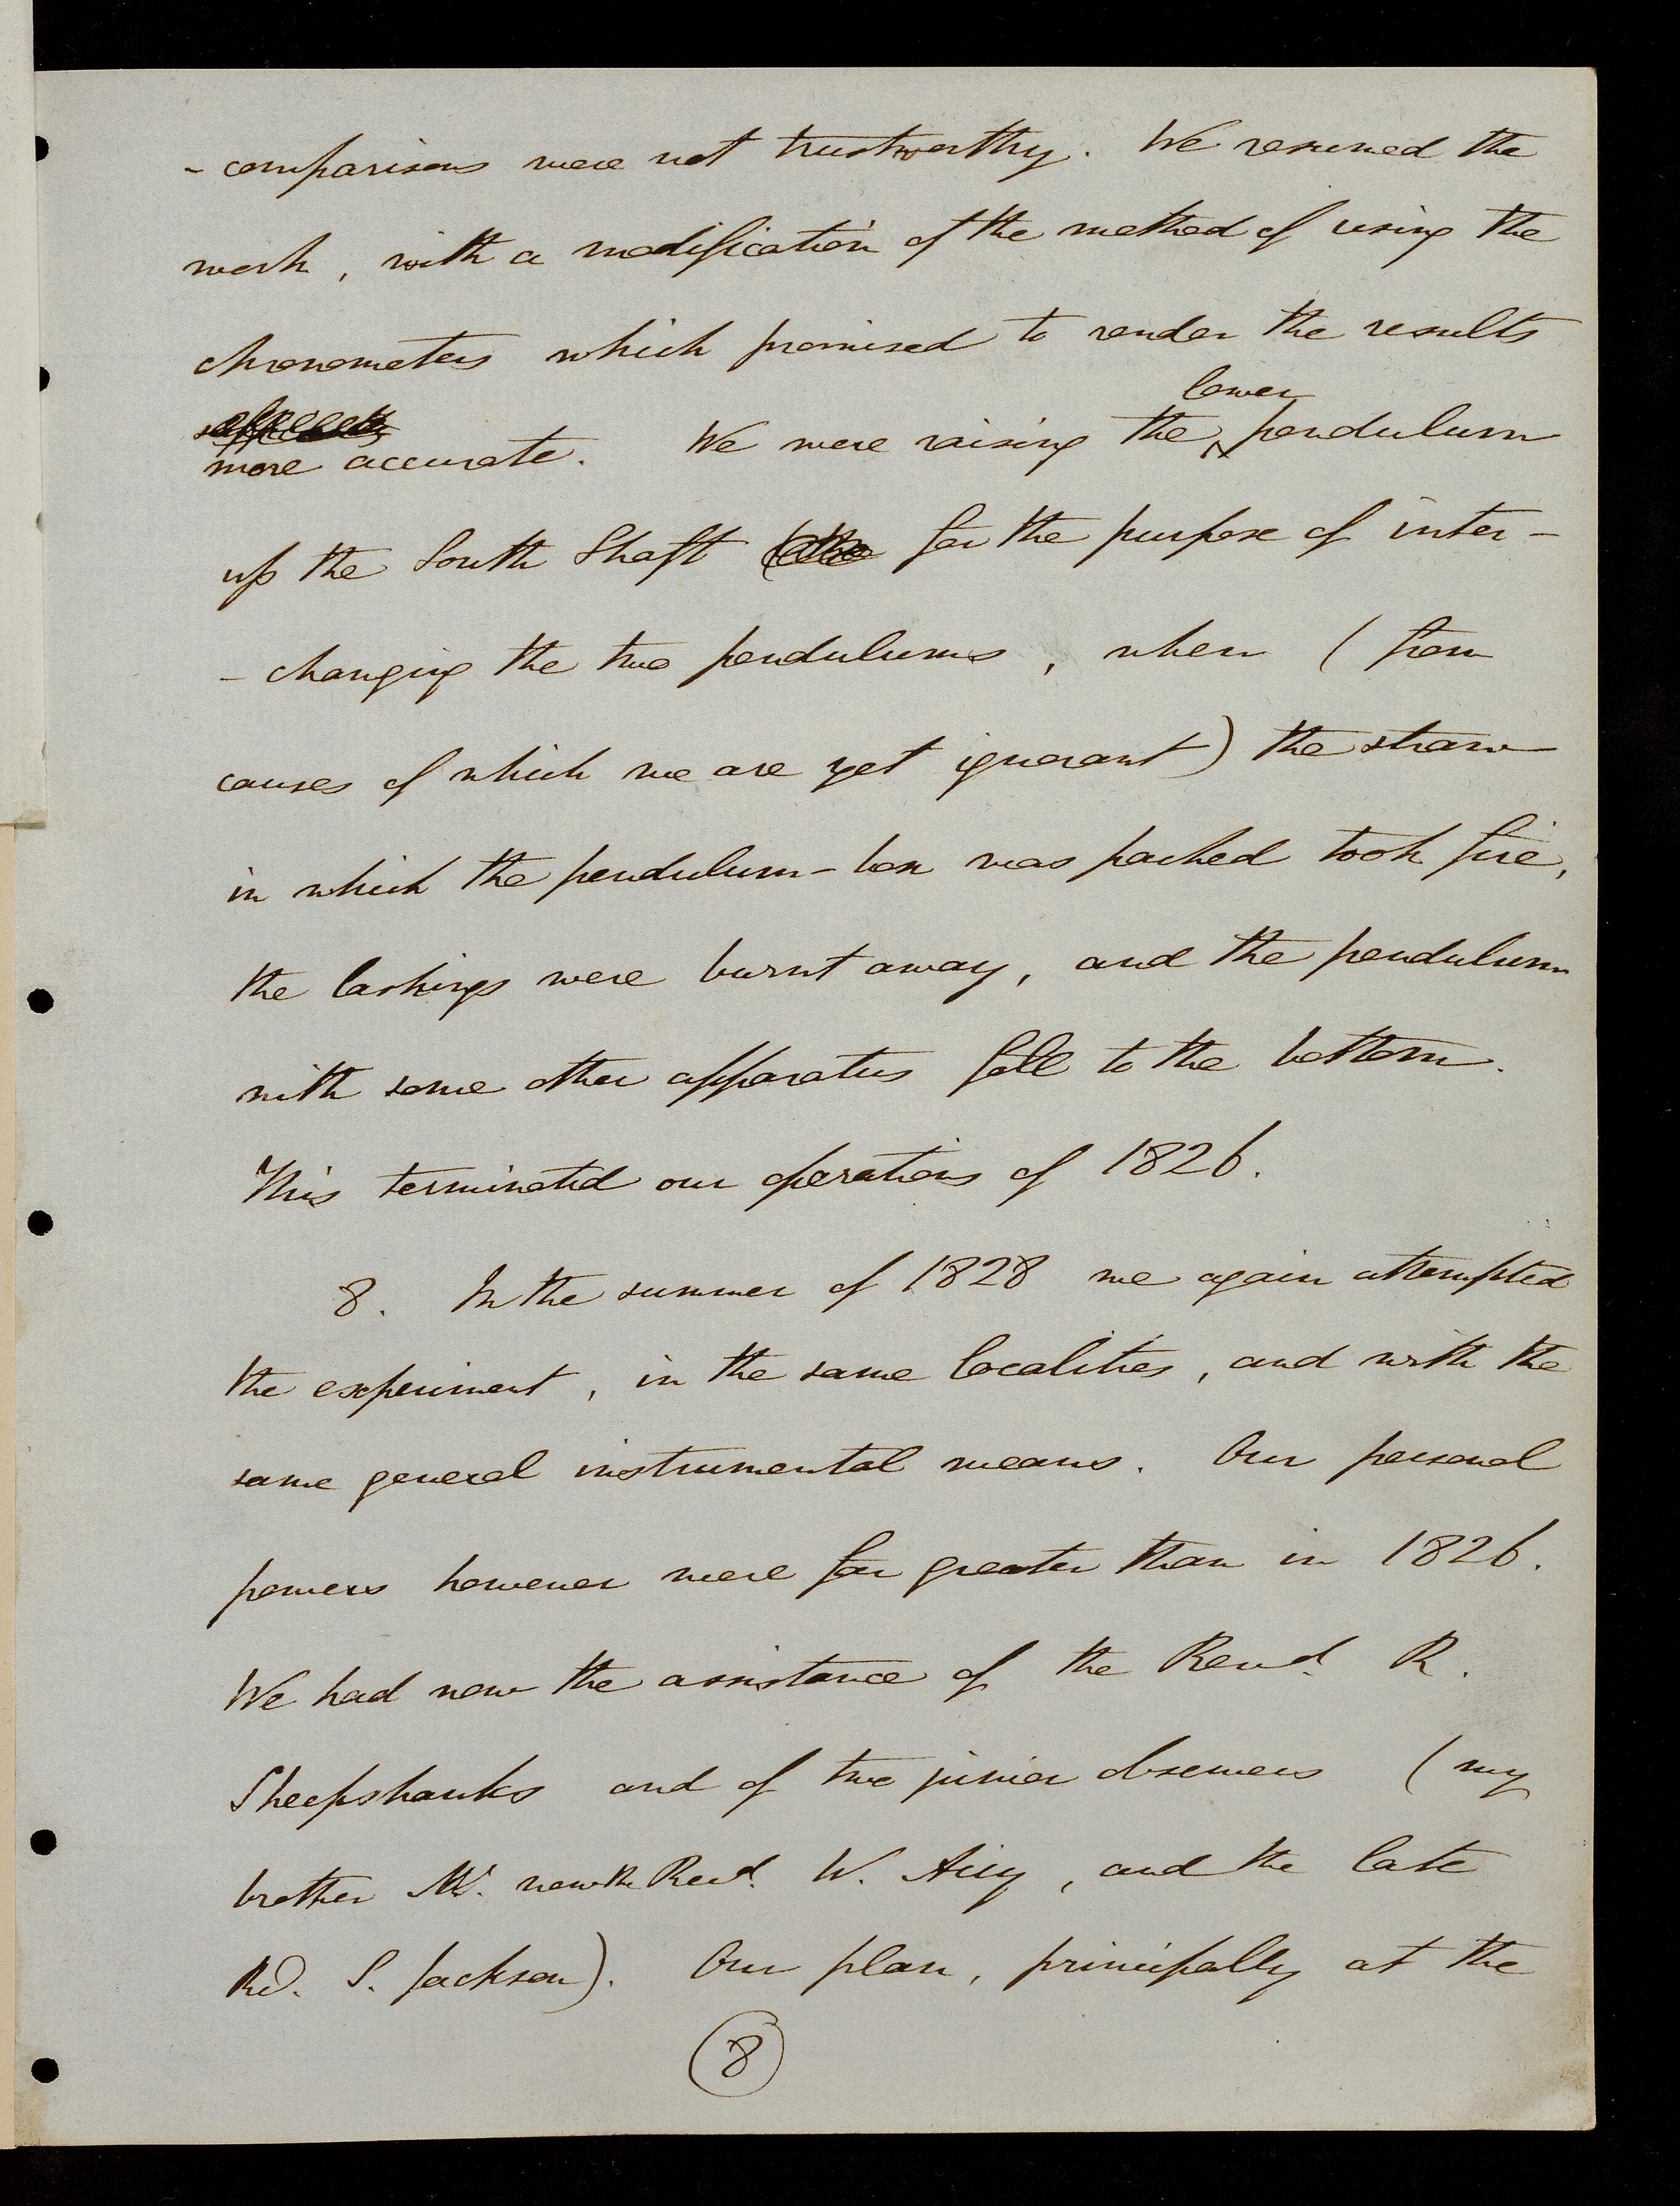 - comparisons were not trustworthy. We resumed the
work, with a modification of the method of using the
chronometers which promised to render the results
lower
more accurate. We were raising the pendulum
up the South Shaft for the purpose of inter-
- changing the two pendulums, when (from
causes of which we are yet ignorant) the straw
in which the pendulum-box was packed took fire,
the lashings were burnt away, and the pendulum
with some other apparatus fell to the bottom.
This terminated our operations of 1826.
8. In the summer of 1828 we again attempted
the experiment, in the same localities, and with the
same general instrumental means. Our personal
powers however were far greater than in 1826.
We had now the assistance of the Revd. R.
Sheepshanks and of two junior observers (my
brother Mr. now the Revd. W. Airy, and the late
S. Jackson). Our plan, principally at the
8